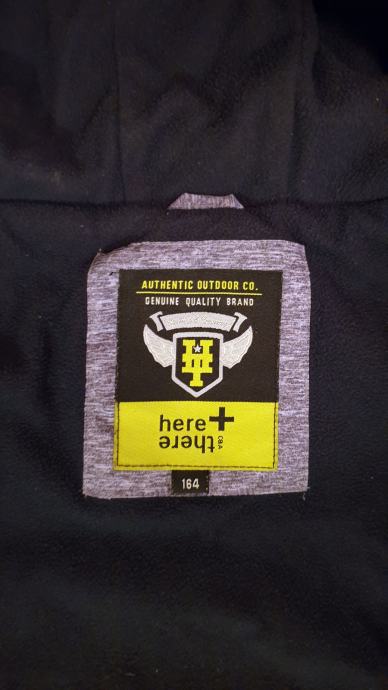 AUTHENTIC OUTDOOR CO.
GENUINE QUALITY BRAND
here+
there
C&A
164